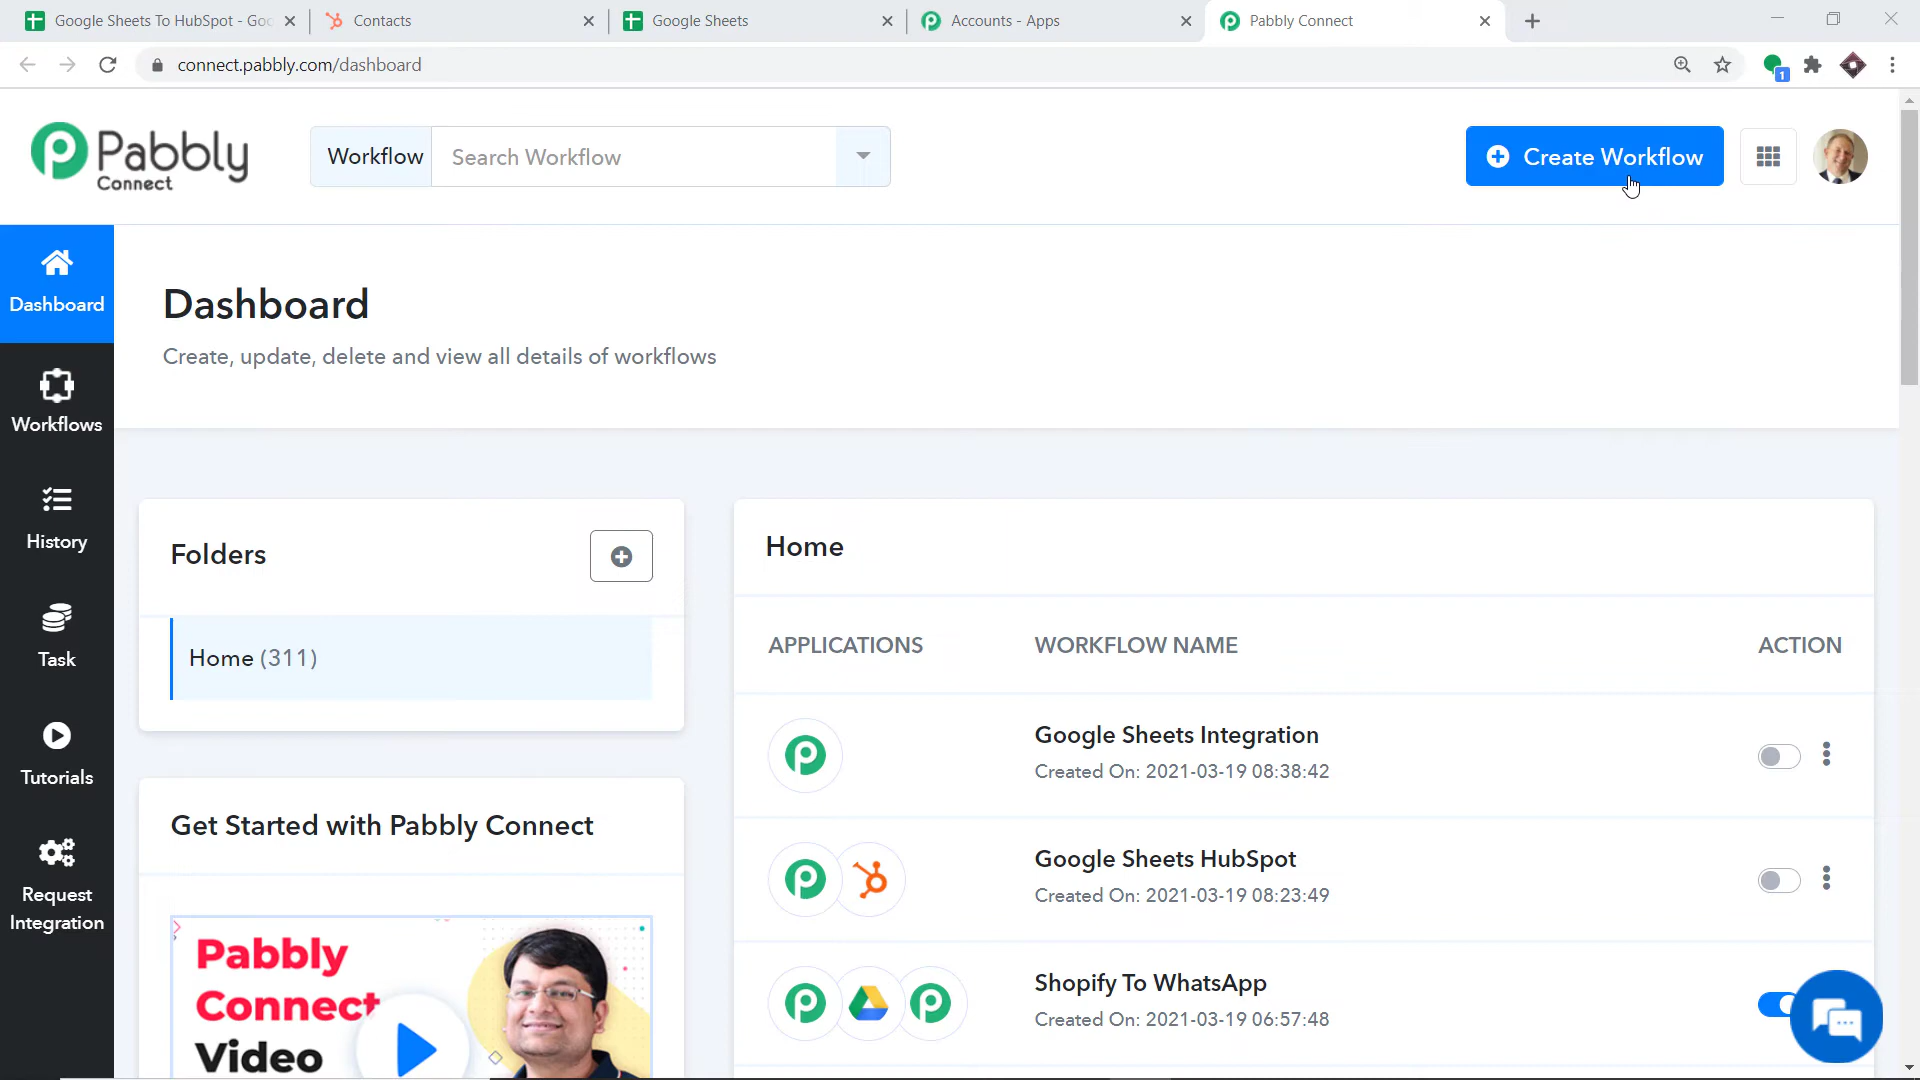 Google Sheets To HubSpot - Goo
Contacts
Google Sheets
Accounts - Apps
Pabbly Connect
connect.pabbly.com/dashboard
1
Pabbly
Connect
Workflow
Search Workflow
Create Workflow
Dashboard
Workflows
History
Task
Tutorials
Request
Integration
Dashboard
Create, update, delete and view all details of workflows
Folders
Home (311)
Get Started with Pabbly Connect
Pabbly
Connect
Video
Home
APPLICATIONS
WORKFLOW NAME
ACTION
Google Sheets Integration
Created On: 2021-03-19 08:38:42
Google Sheets HubSpot
Created On: 2021-03-19 08:23:49
Shopify To WhatsApp
Created On: 2021-03-19 06:57:48